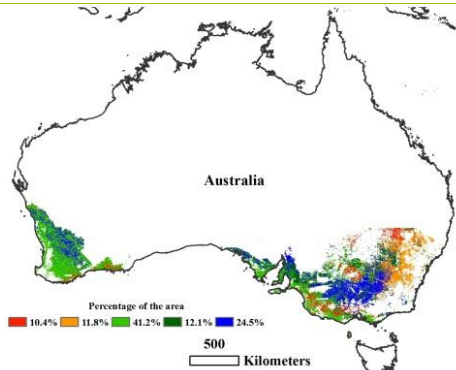 Australia
Percentage of the area
10.4% 11.8% 41.2% 12.1% 24.5%
500
Kilometers